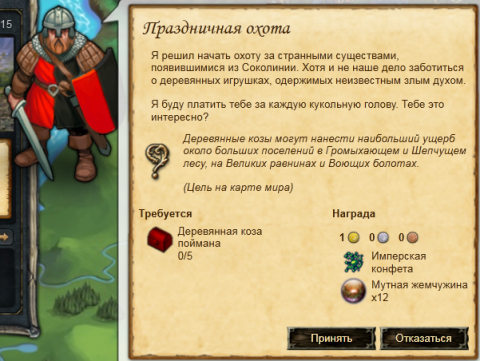 15
Праздничная охота
Я решил начать охоту за странными существами,
появившимися из Соколинии. Хотя и не наше дело заботиться
о деревянных игрушках, одержимых неизвестным злым духом.
Я буду платить тебе за каждую кукольную голову. Тебе это
интересно?
Деревянные козы могут нанести наибольший ущерб
около больших поселений в Громыхающем и Шепчущем
лесу, на Великих равнинах и Воющих болотах.
(Цель на карте мира)
Требуется
Деревянная коза
поймана
0/5
Награда
1 0 0
Имперская
конфета
Мутная жемчужина
x12
Принять Отказаться